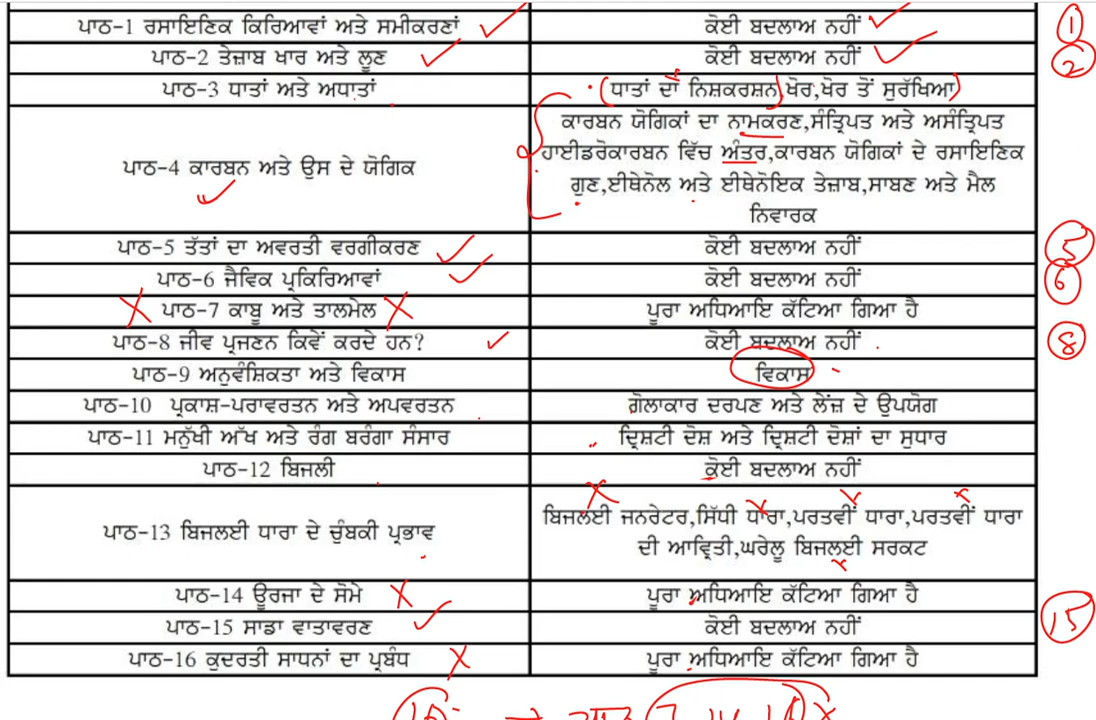 ਪਾਠ-1 ਰਸਾਇਣਿਕ ਕਿਰਿਆਵਾਂ ਅਤੇ ਸਮੀਕਰਣਾਂ ਕੋਈ ਬਦਲਾਅ ਨਹੀਂ 1
ਪਾਠ-2 ਤੇਜ਼ਾਬ ਖਾਰ ਅਤੇ ਲੂਣ ਕੋਈ ਬਦਲਾਅ ਨਹੀਂ 2
ਪਾਠ-3 ਧਾਤਾਂ ਅਤੇ ਅਧਾਤਾਂ ਧਾਤਾਂ ਦਾ ਨਿਸ਼ਕਰਸ਼ਨ,ਖੋਰ,ਖੋਰ ਤੋਂ ਸੁਰੱਖਿਆ
ਪਾਠ-4 ਕਾਰਬਨ ਅਤੇ ਉਸ ਦੇ ਯੋਗਿਕ
ਕਾਰਬਨ ਯੋਗਿਕਾਂ ਦਾ ਨਾਮਕਰਣ,ਸੰਤ੍ਰਿਪਤ ਅਤੇ ਅਸੰਤ੍ਰਿਪਤ
ਹਾਈਡਰੋਕਾਰਬਨ ਵਿੱਚ ਅੰਤਰ,ਕਾਰਬਨ ਯੋਗਿਕਾਂ ਦੇ ਰਸਾਇਣਿਕ
ਗੁਣ,ਈਥੇਨੋਲ ਅਤੇ ਈਥੇਨੋਇਕ ਤੇਜ਼ਾਬ,ਸਾਬਣ ਅਤੇ ਮੈਲ
ਨਿਵਾਰਕ
ਪਾਠ-5 ਤੱਤਾਂ ਦਾ ਅਵਰਤੀ ਵਰਗੀਕਰਣ ਕੋਈ ਬਦਲਾਅ ਨਹੀਂ 5
ਪਾਠ-6 ਜੈਵਿਕ ਪ੍ਰਕਿਰਿਆਵਾਂ ਕੋਈ ਬਦਲਾਅ ਨਹੀਂ 6
ਪਾਠ-7 ਕਾਬੂ ਅਤੇ ਤਾਲਮੇਲ ਪੂਰਾ ਅਧਿਆਇ ਕੱਟਿਆ ਗਿਆ ਹੈ
ਪਾਠ-8 ਜੀਵ ਪ੍ਰਜਣਨ ਕਿਵੇਂ ਕਰਦੇ ਹਨ? ਕੋਈ ਬਦਲਾਅ ਨਹੀਂ 8
ਪਾਠ-9 ਅਨੁਵੰਸ਼ਿਕਤਾ ਅਤੇ ਵਿਕਾਸ ਵਿਕਾਸ
ਪਾਠ-10 ਪ੍ਰਕਾਸ਼-ਪਰਾਵਰਤਨ ਅਤੇ ਅਪਵਰਤਨ ਗੋਲਾਕਾਰ ਦਰਪਣ ਅਤੇ ਲੇਂਜ਼ ਦੇ ਉਪਯੋਗ
ਪਾਠ-11 ਮਨੁੱਖੀ ਅੱਖ ਅਤੇ ਰੰਗ ਬਰੰਗਾ ਸੰਸਾਰ ਦ੍ਰਿਸ਼ਟੀ ਦੋਸ਼ ਅਤੇ ਦ੍ਰਿਸ਼ਟੀ ਦੋਸ਼ਾਂ ਦਾ ਸੁਧਾਰ
ਪਾਠ-12 ਬਿਜਲੀ ਕੋਈ ਬਦਲਾਅ ਨਹੀਂ
ਪਾਠ-13 ਬਿਜਲਈ ਧਾਰਾ ਦੇ ਚੁੰਬਕੀ ਪ੍ਰਭਾਵ
ਬਿਜਲਈ ਜਨਰੇਟਰ,ਸਿੱਧੀ ਧਾਰਾ,ਪਰਤਵੀਂ ਧਾਰਾ,ਪਰਤਵੀਂ ਧਾਰਾ
ਦੀ ਆਵ੍ਰਿਤੀ,ਘਰੇਲੂ ਬਿਜਲਈ ਸਰਕਟ
ਪਾਠ-14 ਊਰਜਾ ਦੇ ਸੋਮੇ ਪੂਰਾ ਅਧਿਆਇ ਕੱਟਿਆ ਗਿਆ ਹੈ
ਪਾਠ-15 ਸਾਡਾ ਵਾਤਾਵਰਣ ਕੋਈ ਬਦਲਾਅ ਨਹੀਂ 15
ਪਾਠ-16 ਕੁਦਰਤੀ ਸਾਧਨਾਂ ਦਾ ਪ੍ਰਬੰਧ ਪੂਰਾ ਅਧਿਆਇ ਕੱਟਿਆ ਗਿਆ ਹੈ